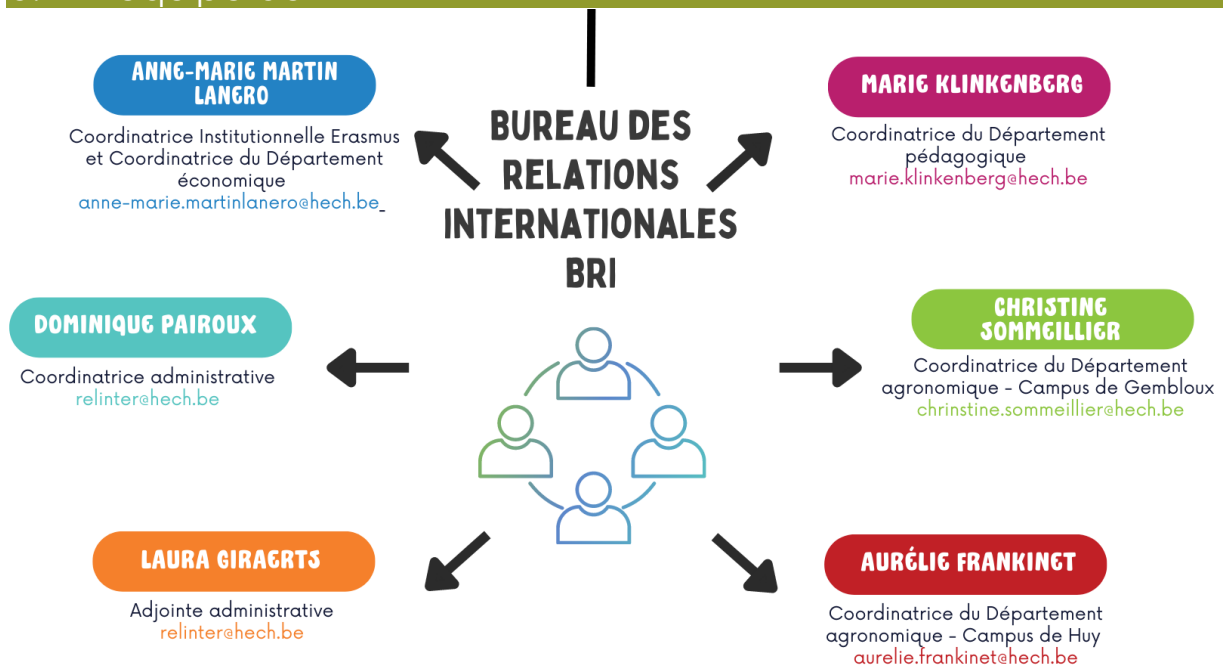 BUREAU DES
RELATIONS
INTERNATIONALES
BRI
ANNE-MARIE MARTIN
LANERO
Coordinatrice Institutionnelle Erasmus
et Coordinatrice du Département
économique
anne-marie.martinlanero@hech.be
MARIE KLINKENBERG
Coordinatrice du Département
pédagogique
marie.klinkenberg@hech.be
DOMINIQUE PAIROUX
Coordinatrice administrative
relinter@hech.be
CHRISTINE
SOMMEILLIER
Coordinatrice du Département
agronomique - Campus de Gembloux
chrinstine.sommeillier@hech.be
LAURA GIRAERTS
Adjointe administrative
relinter@hech.be
AURÉLIE FRANKINET
Coordinatrice du Département
agronomique - Campus de Huy
aurelie.frankinet@hech.be